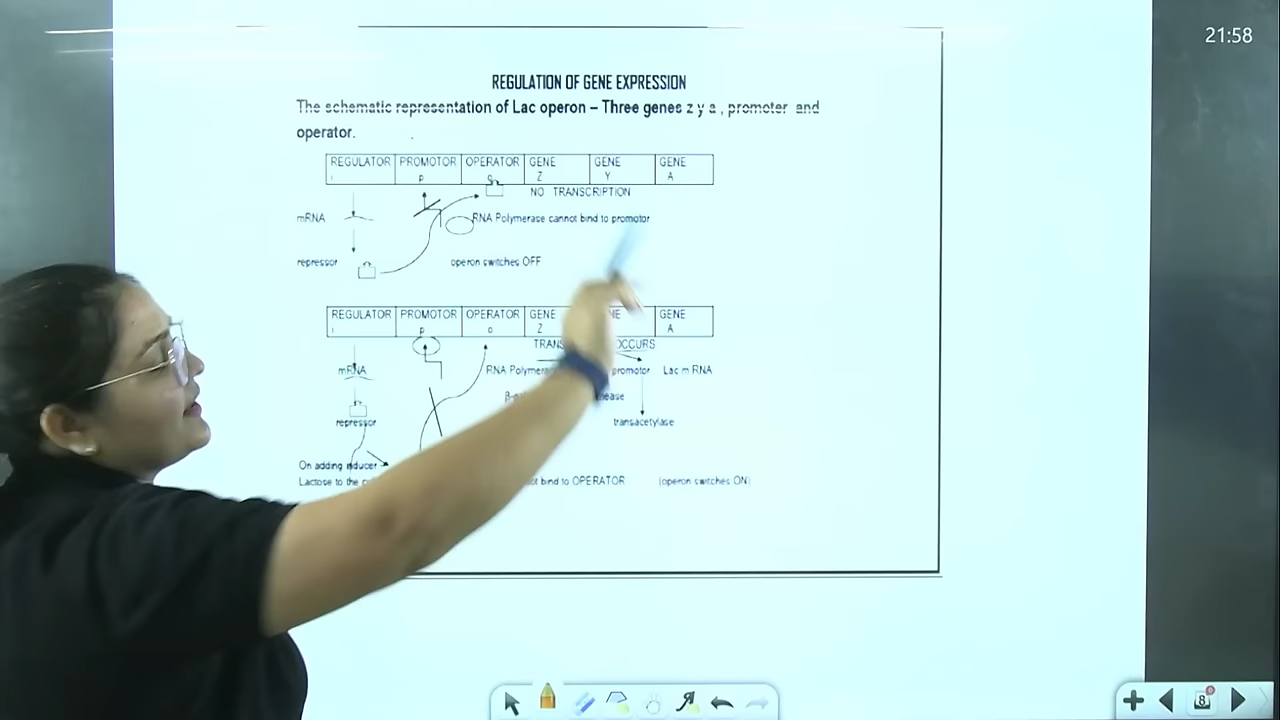 21:58
REGULATION OF GENE EXPRESSION
The schematic representation of Lac operon – Three genes z y a , promoter and
operator.
REGULATOR PROMOTOR OPERATOR GENE GENE GENE
i p o Z Y A
NO TRANSCRIPTION
mRNA RNA Polymerase cannot bind to promotor
repressor operon switches OFF
REGULATOR PROMOTOR OPERATOR GENE GENE
i p o Z A
OCCURS
mRNA RNA promotor Lac m RNA
repressor transacetylase
On adding inducer
Lactose to the bind to OPERATOR (operon switches ON)
8